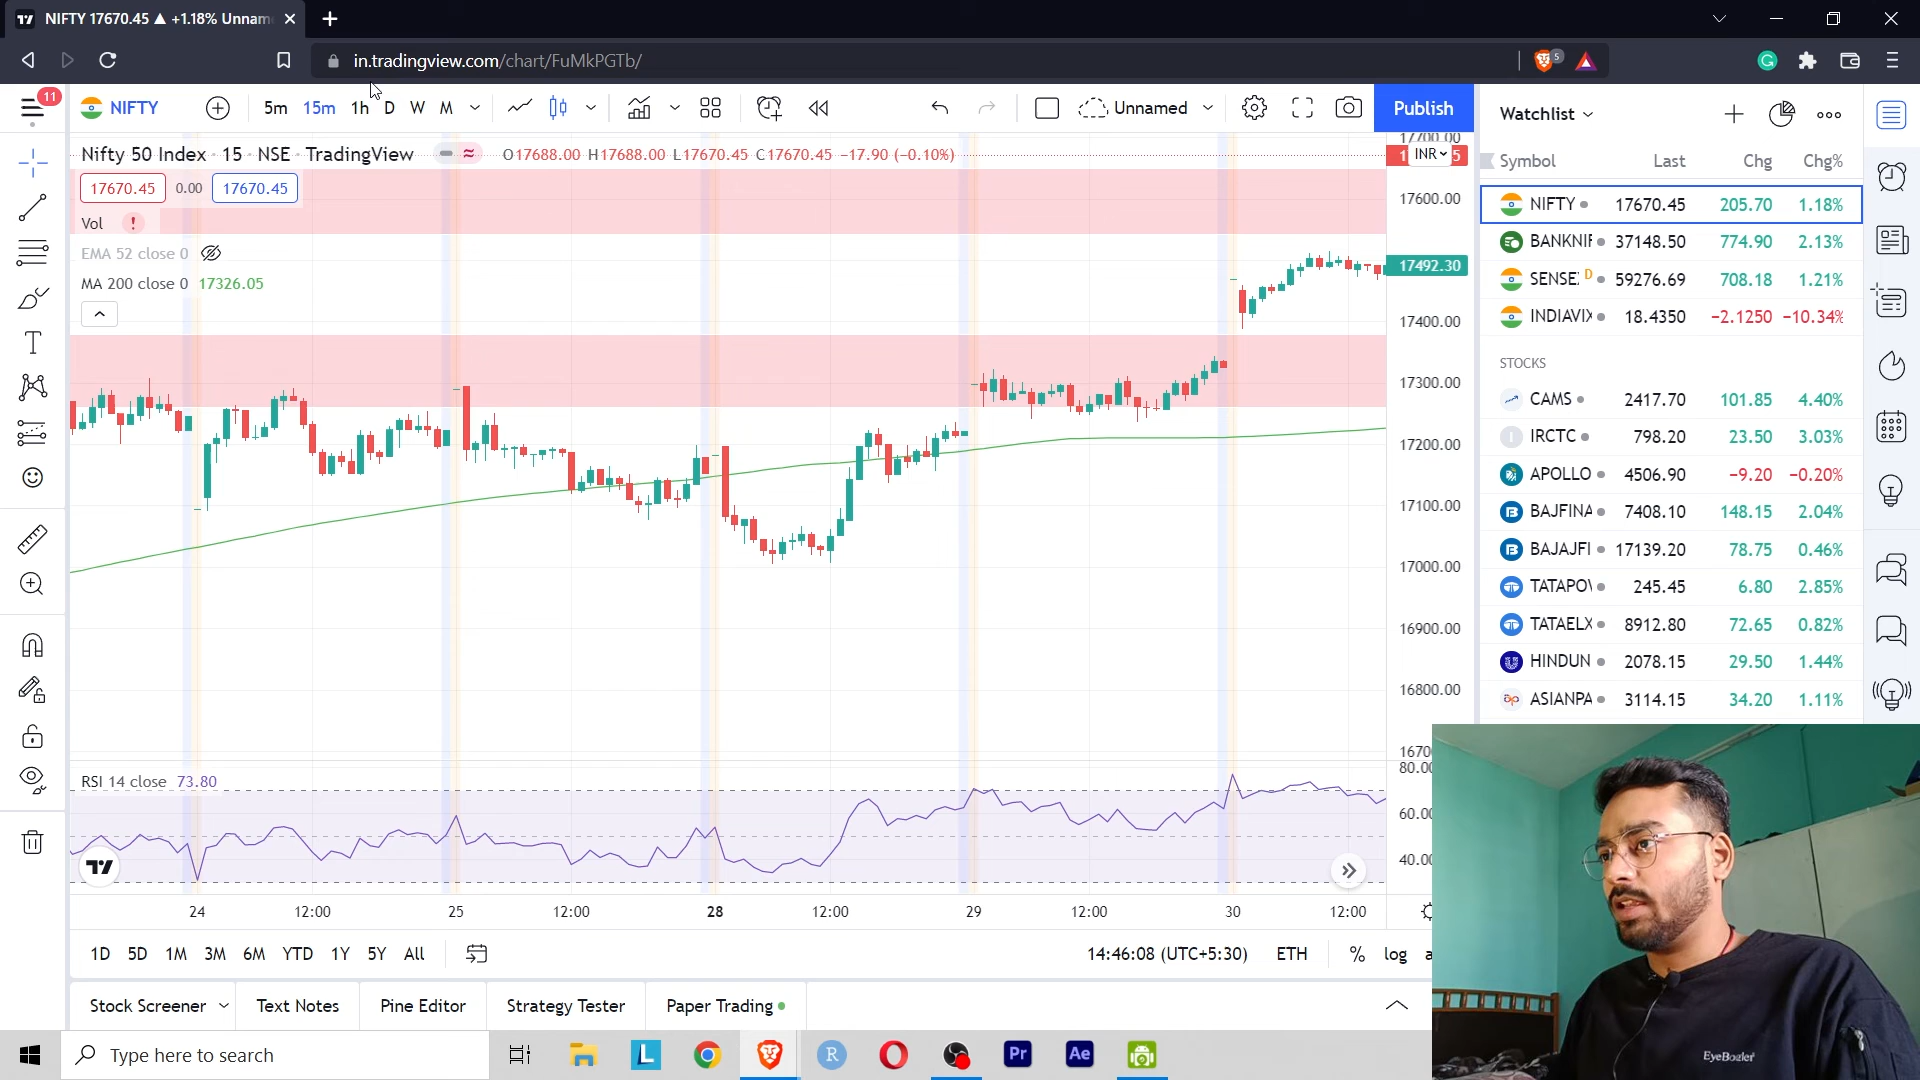 NIFTY 17670.45 ▲ +1.18% Unnam
in.tradingview.com/chart/FuMkPGTb/
5
11
NIFTY
5m 15m 1h D W M
Unnamed
Publish
Nifty 50 Index · 15 · NSE · TradingView
O17688.00 H17688.00 L17670.45 C17670.45 −17.90 (−0.10%)
17670.45 0.00 17670.45
Vol !
EMA 52 close 0
MA 200 close 0 17326.05
17700.00
INR
17600.00
17492.30
17400.00
17300.00
17200.00
17100.00
17000.00
16900.00
16800.00
1670
RSI 14 close 73.80
80.00
60.00
40.00
24 12:00 25 12:00 28 12:00 29 12:00 30 12:00
1D 5D 1M 3M 6M YTD 1Y 5Y All
14:46:08 (UTC+5:30) ETH % log a
Stock Screener Text Notes Pine Editor Strategy Tester Paper Trading
Watchlist
Symbol Last Chg Chg%
NIFTY 17670.45 205.70 1.18%
BANKNIF 37148.50 774.90 2.13%
SENSE: D 59276.69 708.18 1.21%
INDIAVIX 18.4350 −2.1250 −10.34%
STOCKS
CAMS 2417.70 101.85 4.40%
IRCTC 798.20 23.50 3.03%
APOLLO 4506.90 −9.20 −0.20%
BAJFINA 7408.10 148.15 2.04%
BAJAJFI 17139.20 78.75 0.46%
TATAPO 245.45 6.80 2.85%
TATAELX 8912.80 72.65 0.82%
HINDUN 2078.15 29.50 1.44%
ASIANPA 3114.15 34.20 1.11%
Type here to search
L
R
Pr
Ae